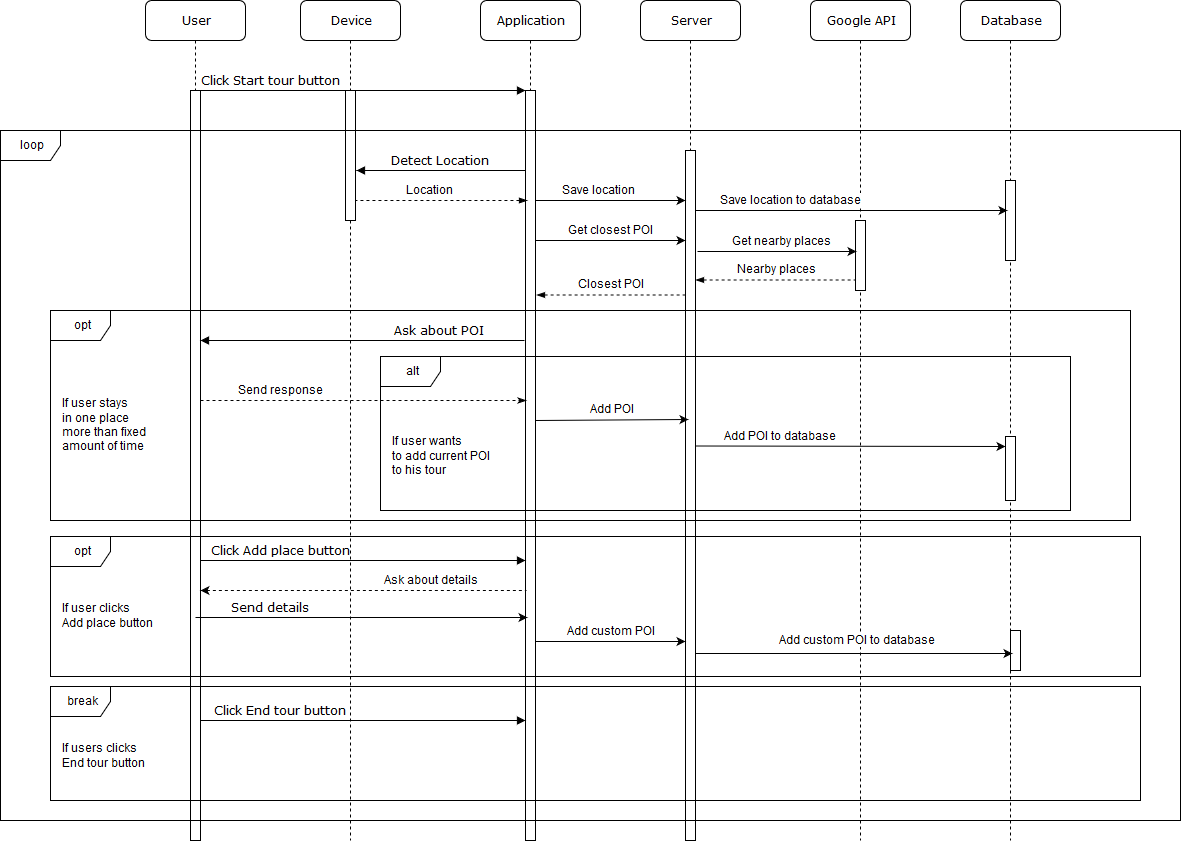 User
Device
Application
Server
Google API
Database
Click Start tour button
loop
Detect Location
Location
Save location
Save location to database
Get closest POI
Get nearby places
Nearby places
Closest POI
opt
Ask about POI
alt
Send response
If user stays
in one place
more than fixed
amount of time
Add POI
Add POI to database
If user wants
to add current POI
to his tour
opt
Click Add place button
Ask about details
If user clicks
Add place button
Send details
Add custom POI
Add custom POI to database
break
Click End tour button
If users clicks
End tour button